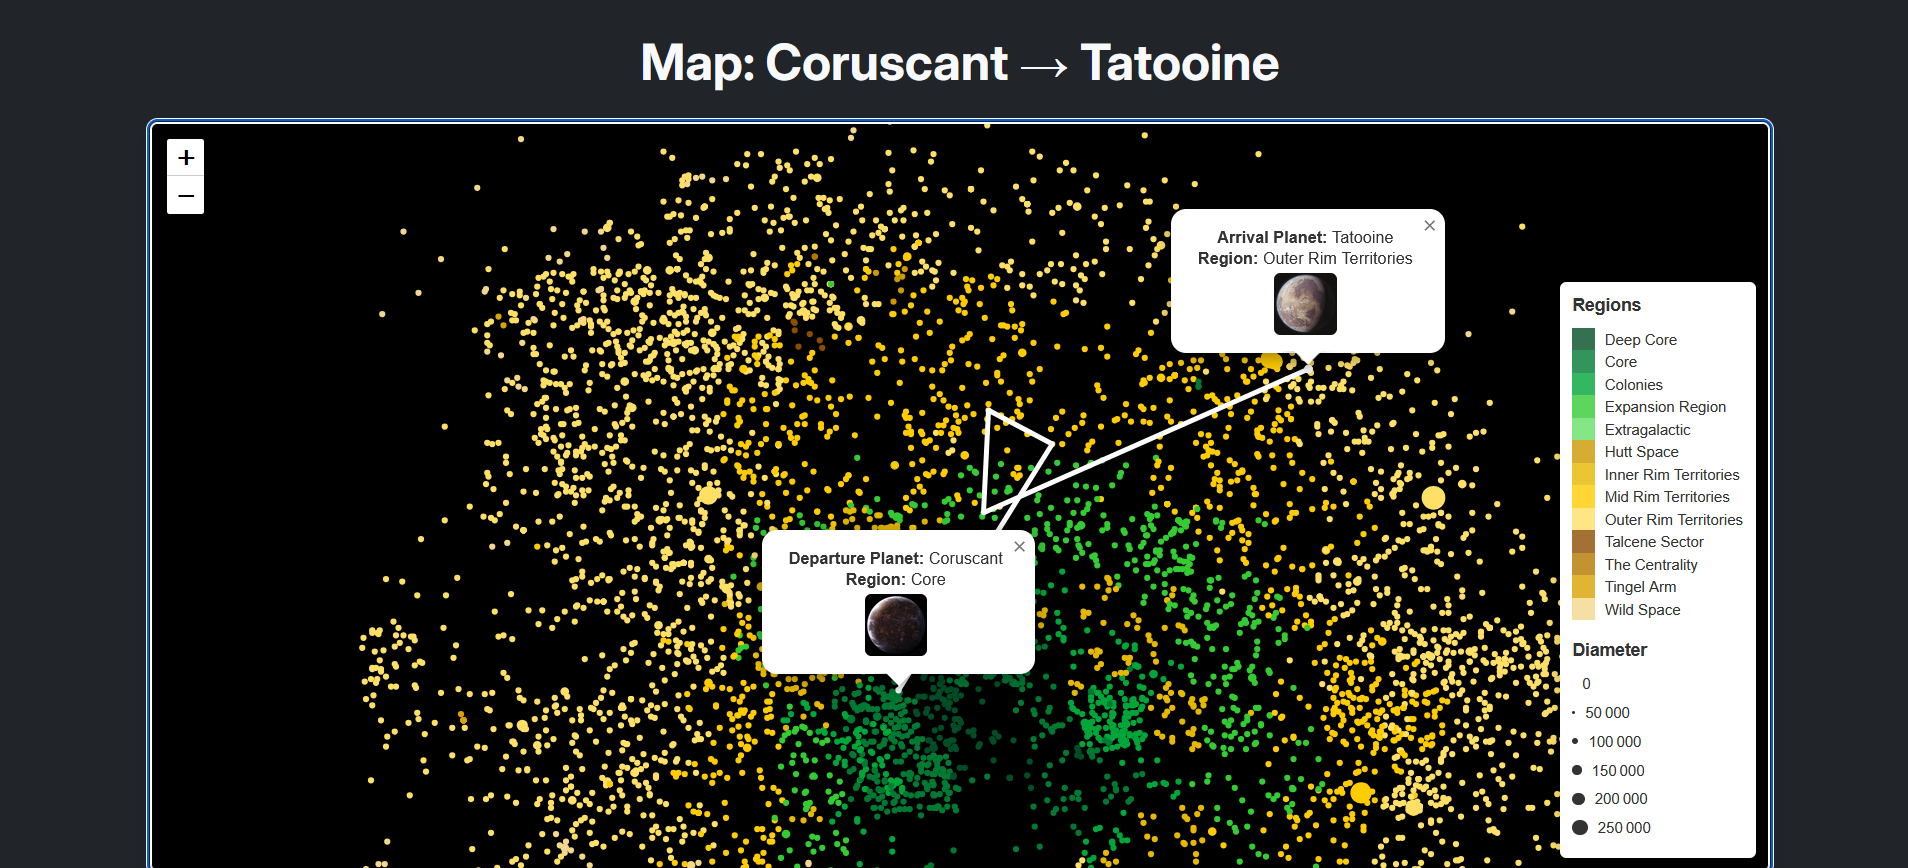 Map: Coruscant → Tatooine
+
−
×
Arrival Planet: Tatooine
Region: Outer Rim Territories
×
Departure Planet: Coruscant
Region: Core
Regions
Deep Core
Core
Colonies
Expansion Region
Extragalactic
Hutt Space
Inner Rim Territories
Mid Rim Territories
Outer Rim Territories
Talcene Sector
The Centrality
Tingel Arm
Wild Space
Diameter
0
50 000
100 000
150 000
200 000
250 000